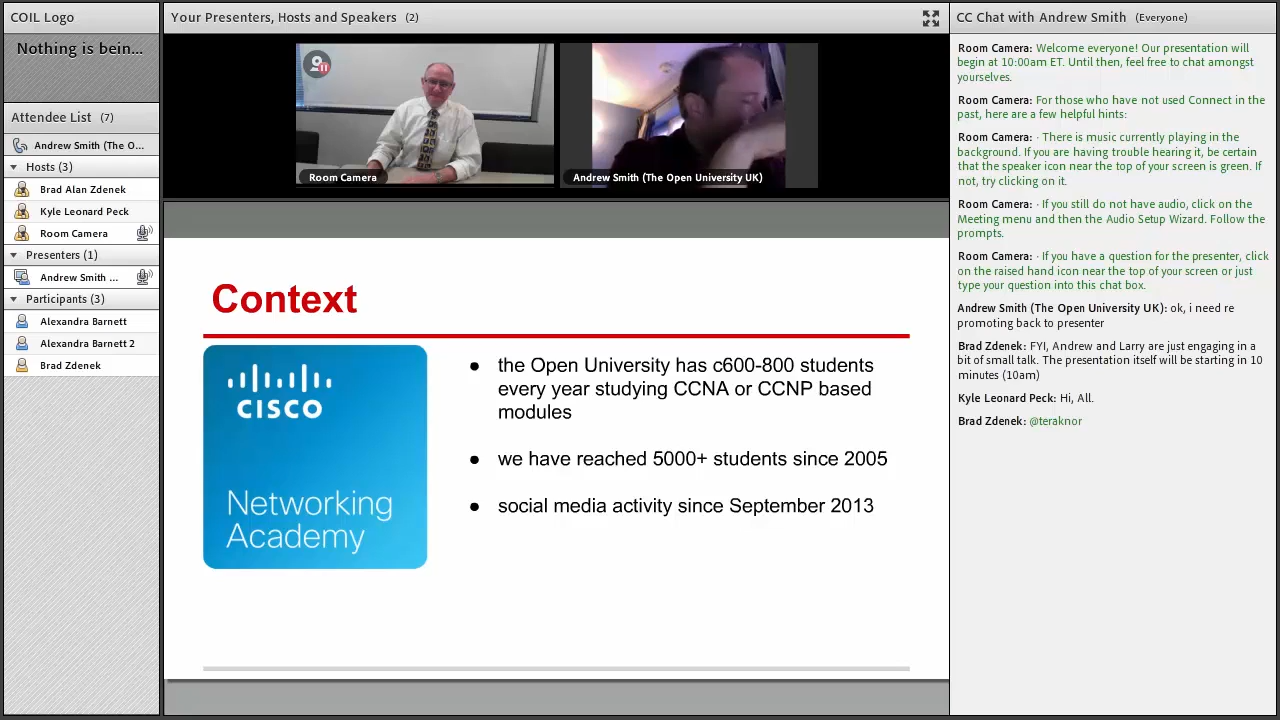 COIL Logo
Nothing is bein...
Attendee List (7)
Andrew Smith (The O...
Hosts (3)
Brad Alan Zdenek
Kyle Leonard Peck
Room Camera
Presenters (1)
Andrew Smith ...
Participants (3)
Alexandra Barnett
Alexandra Barnett 2
Brad Zdenek
Your Presenters, Hosts and Speakers (2)
Room Camera
Andrew Smith (The Open University UK)
Context
CISCO
Networking
Academy
● the Open University has c600-800 students
every year studying CCNA or CCNP based
modules
● we have reached 5000+ students since 2005
● social media activity since September 2013
CC Chat with Andrew Smith (Everyone)
Room Camera: Welcome everyone! Our presentation will
begin at 10:00am ET. Until then, feel free to chat amongst
yourselves.
Room Camera: For those who have not used Connect in the
past, here are a few helpful hints:
Room Camera: · There is music currently playing in the
background. If you are having trouble hearing it, be certain
that the speaker icon near the top of your screen is green. If
not, try clicking on it.
Room Camera: · If you still do not have audio, click on the
Meeting menu and then the Audio Setup Wizard. Follow the
prompts.
Room Camera: · If you have a question for the presenter, click
on the raised hand icon near the top of your screen or just
type your question into this chat box.
Andrew Smith (The Open University UK): ok, i need re
promoting back to presenter
Brad Zdenek: FYI, Andrew and Larry are just engaging in a
bit of small talk. The presentation itself will be starting in 10
minutes (10am)
Kyle Leonard Peck: Hi, All.
Brad Zdenek: @teraknor